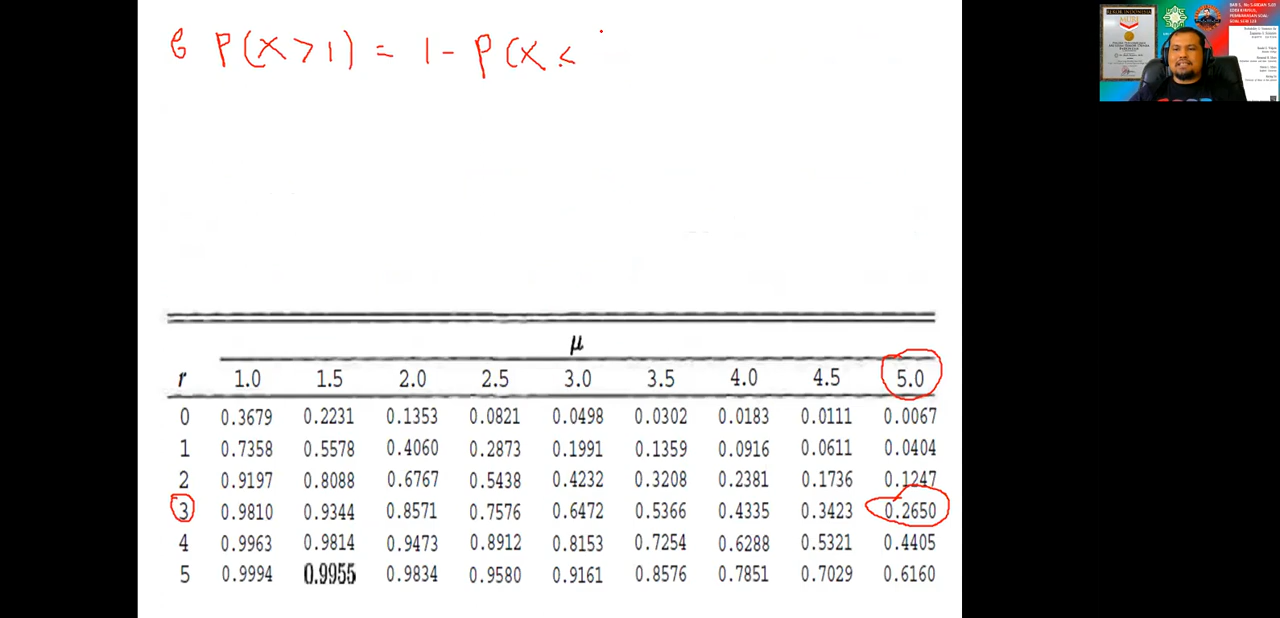 b P(X > 1) = 1 - P(X ≤
μ
r 1.0 1.5 2.0 2.5 3.0 3.5 4.0 4.5 5.0
0 0.3679 0.2231 0.1353 0.0821 0.0498 0.0302 0.0183 0.0111 0.0067
1 0.7358 0.5578 0.4060 0.2873 0.1991 0.1359 0.0916 0.0611 0.0404
2 0.9197 0.8088 0.6767 0.5438 0.4232 0.3208 0.2381 0.1736 0.1247
3 0.9810 0.9344 0.8571 0.7576 0.6472 0.5366 0.4335 0.3423 0.2650
4 0.9963 0.9814 0.9473 0.8912 0.8153 0.7254 0.6288 0.5321 0.4405
5 0.9994 0.9955 0.9834 0.9580 0.9161 0.8576 0.7851 0.7029 0.6160
MURI